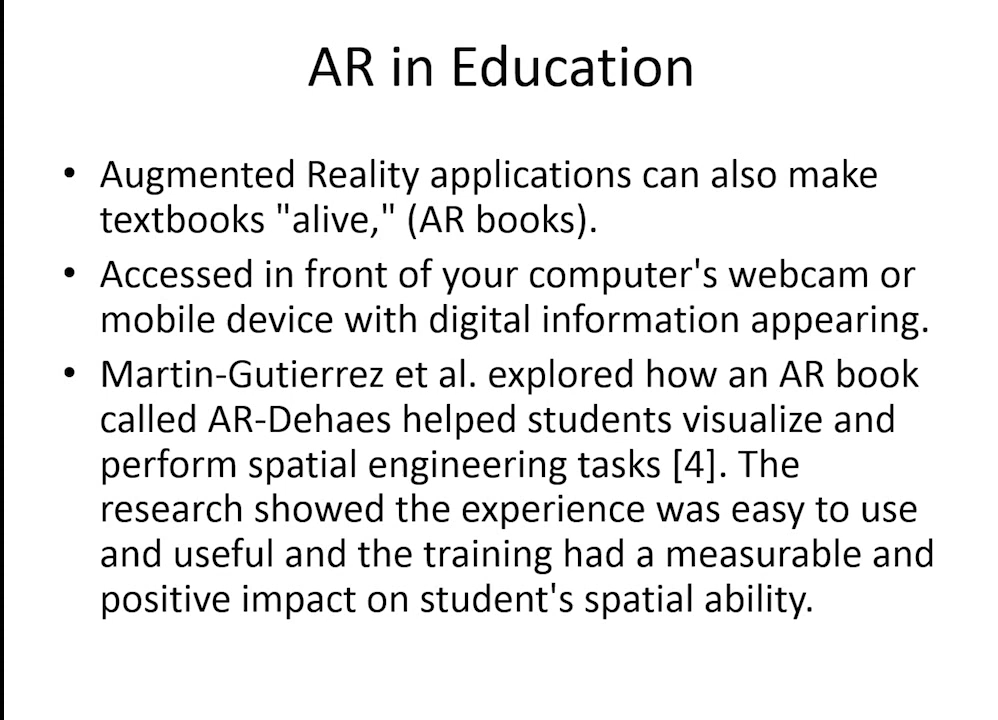 AR in Education
• Augmented Reality applications can also make
textbooks "alive," (AR books).
• Accessed in front of your computer's webcam or
mobile device with digital information appearing.
• Martin-Gutierrez et al. explored how an AR book
called AR-Dehaes helped students visualize and
perform spatial engineering tasks [4]. The
research showed the experience was easy to use
and useful and the training had a measurable and
positive impact on student's spatial ability.